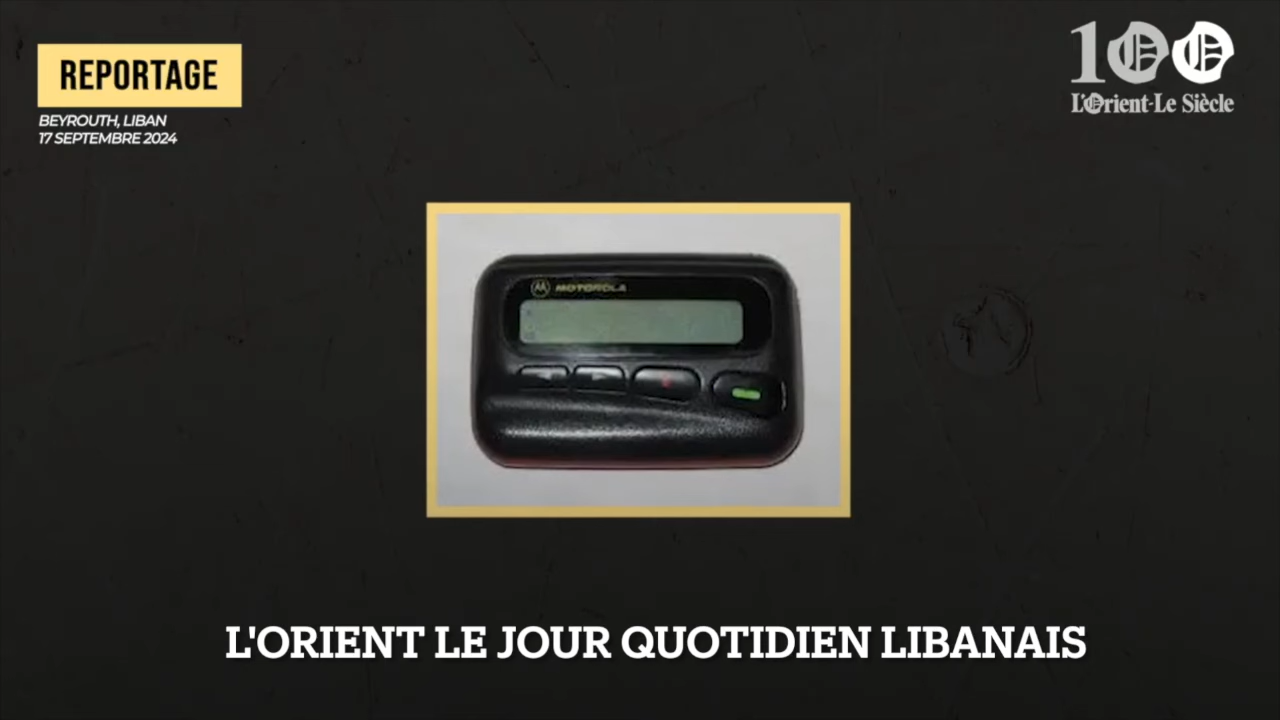 REPORTAGE
BEYROUTH, LIBAN
17 SEPTEMBRE 2024
100
L'Orient-Le Siècle
MOTOROLA
L'ORIENT LE JOUR QUOTIDIEN LIBANAIS